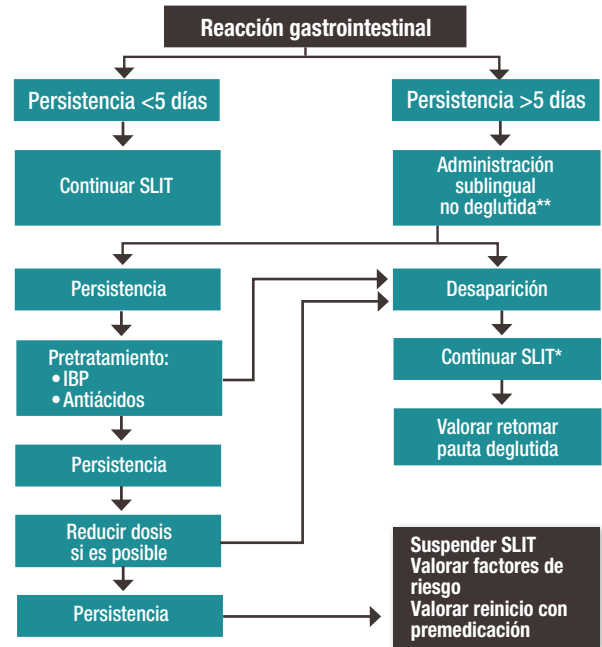 Reacción gastrointestinal
Persistencia <5 días
Persistencia >5 días
Continuar SLIT
Administración
sublingual
no deglutida**
Persistencia
Desaparición
Pretratamiento:
• IBP
• Antiácidos
Continuar SLIT*
Persistencia
Valorar retomar
pauta deglutida
Reducir dosis
si es posible
Persistencia
Suspender SLIT
Valorar factores de
riesgo
Valorar reinicio con
premedicación